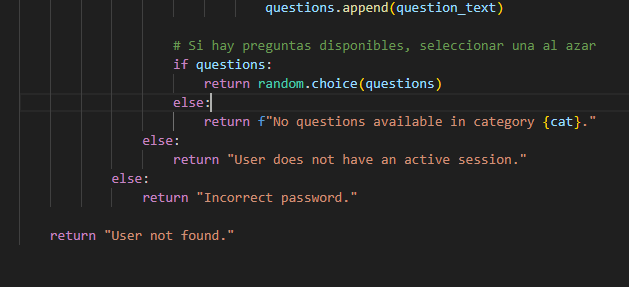 questions.append(question_text)
# Si hay preguntas disponibles, seleccionar una al azar
if questions:
return random.choice(questions)
else:
return f"No questions available in category {cat}."
else:
return "User does not have an active session."
else:
return "Incorrect password."
return "User not found."